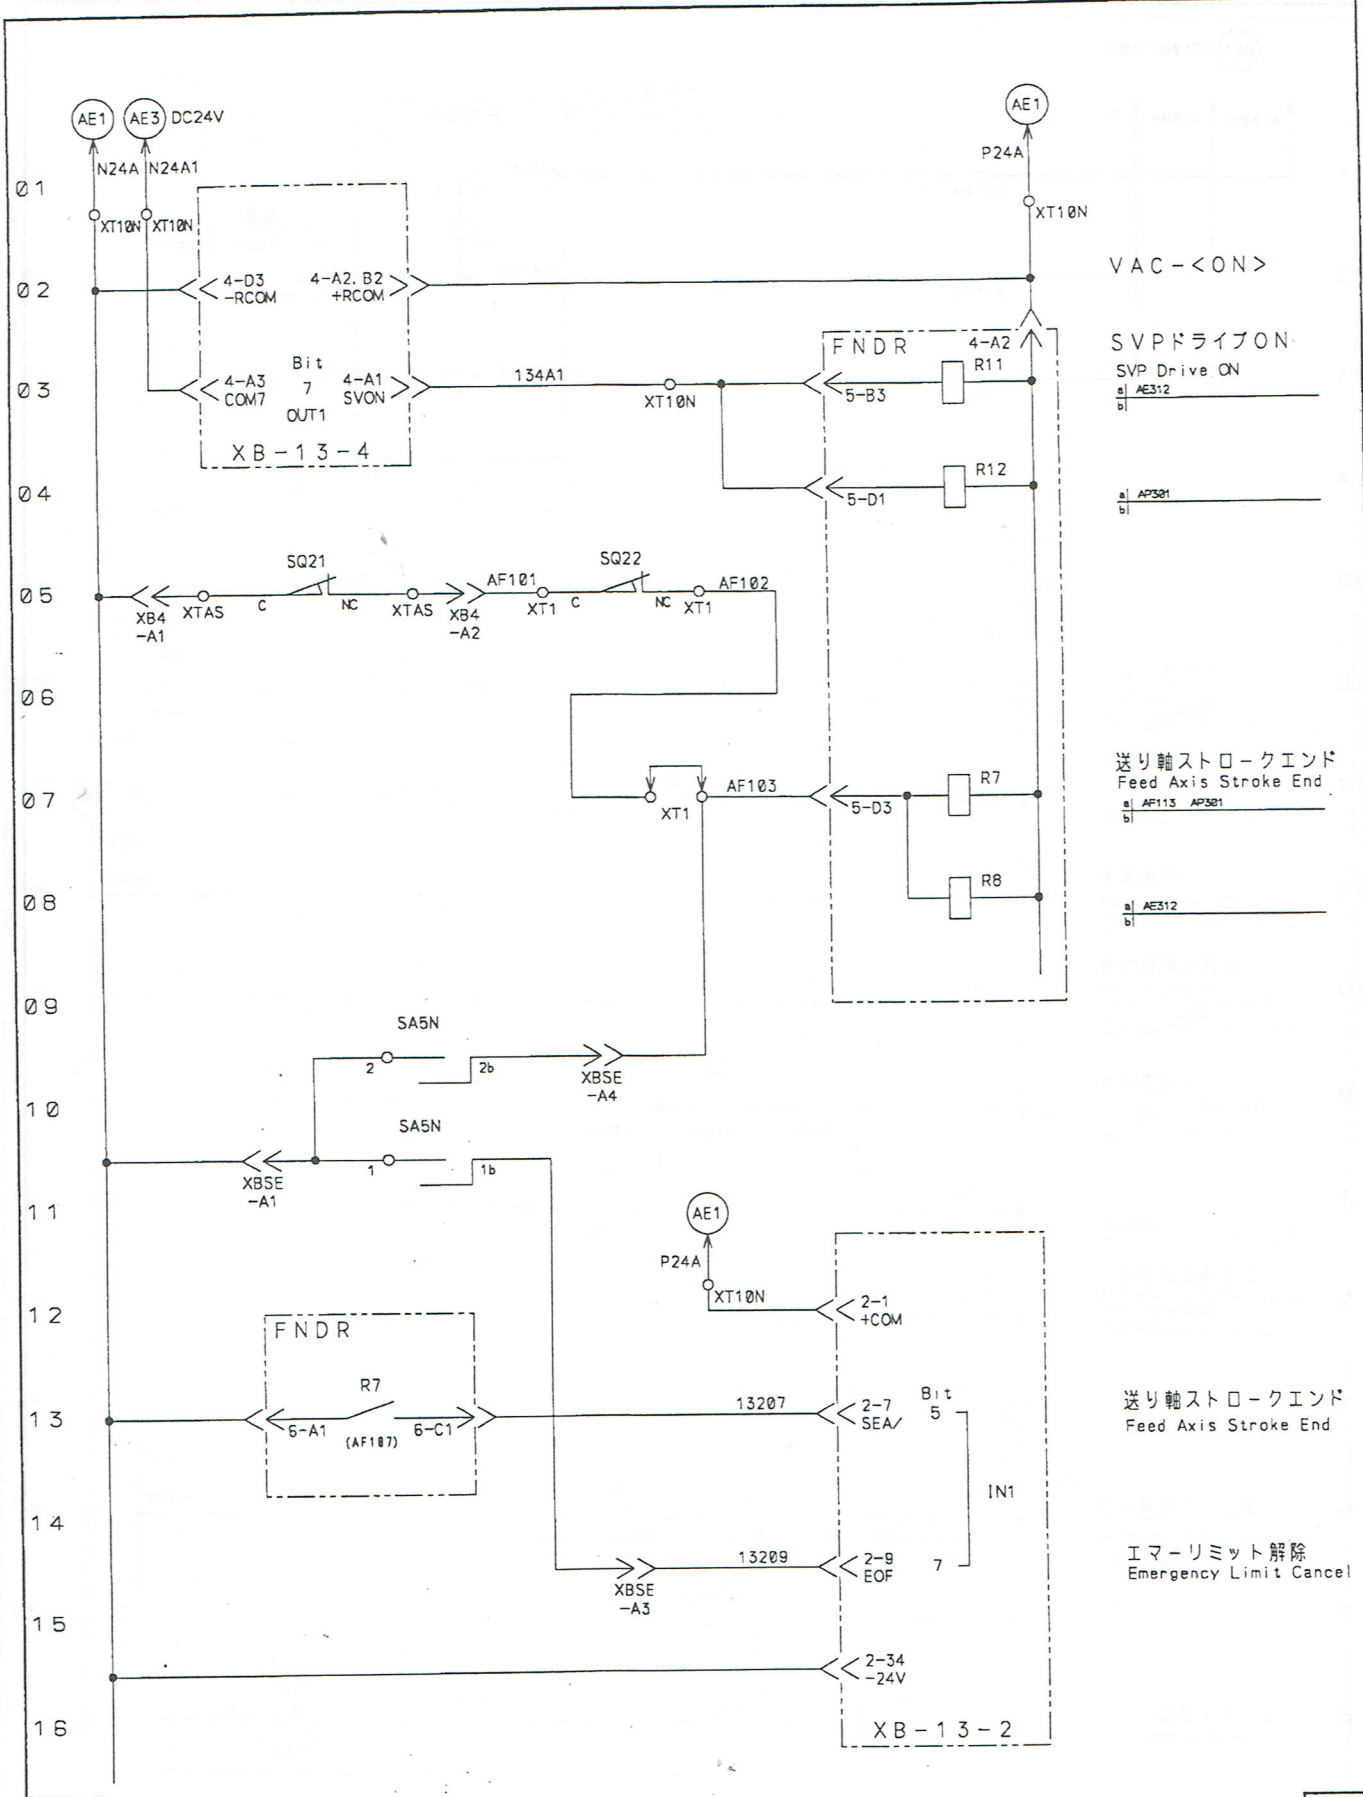 AE1 AE3 DC24V AE1
N24A N24A1 P24A
01
XT10N XT10N XT10N
VAC-<ON>
02
4-D3 4-A2, B2
-RCOM +RCOM
FNDR 4-A2
SVPドライブON
SVP Drive ON
a AE312
b
03
4-A3 Bit 4-A1 134A1 R11
COM7 7 SVON XT10N 5-B3
OUT1
XB-13-4
04
R12
5-D1
a AP301
b
05
SQ21 SQ22
AF101 AF102
XB4 XTAS C NC XTAS XB4 XT1 C NC XT1
-A1 -A2
06
送り軸ストロークエンド
Feed Axis Stroke End
a AF113 AP301
b
07
AF103 R7
XT1 5-D3
08
R8
a AE312
b
09
SA5N
2 2b XBSE
-A4
10
SA5N
1 1b
XBSE
-A1
11
AE1
P24A
XT10N
12
2-1
+COM
FNDR
13
R7 13207 2-7 Bit
6-A1 (AF107) 6-C1 SEA/ 5
送り軸ストロークエンド
Feed Axis Stroke End
IN1
14
13209 2-9 7
EOF
XBSE
-A3
エマーリミット解除
Emergency Limit Cancel
15
2-34
-24V
16
XB-13-2